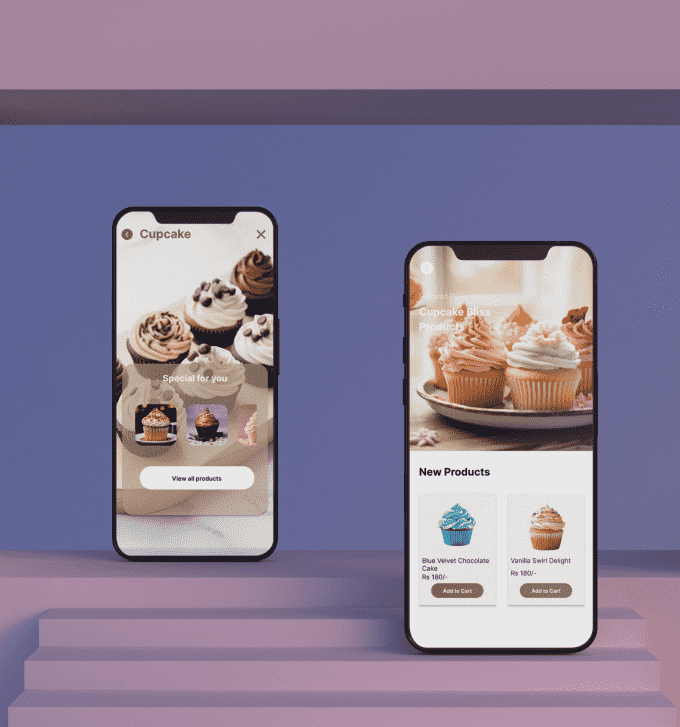 Cupcake
Special for you
View all products
Cupcake Bliss
Products
New Products
Blue Velvet Chocolate
Cake
Rs 180/-
Add to Cart
Vanilla Swirl Delight
Rs 180/-
Add to Cart